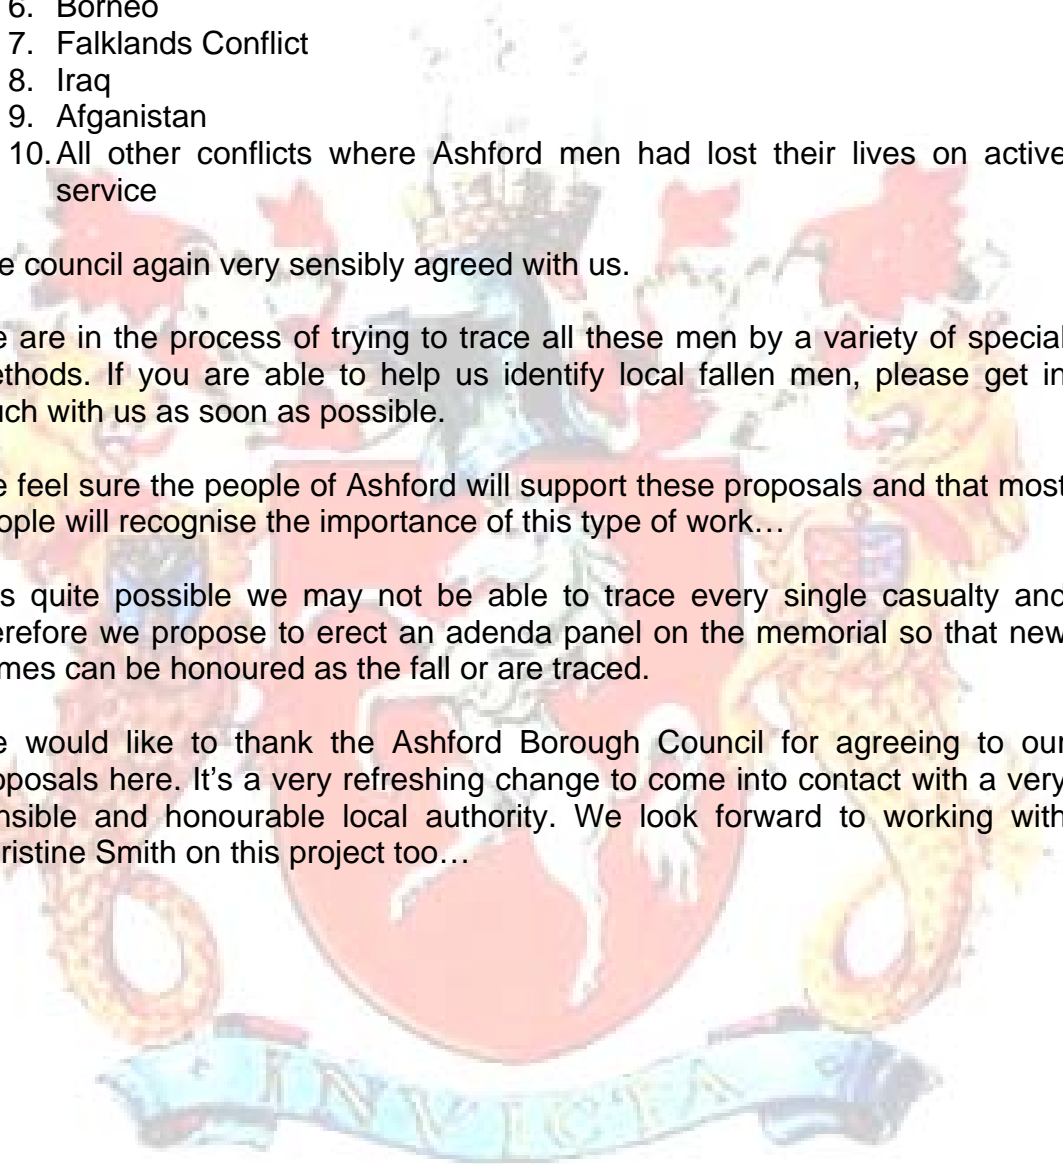 6. Borneo
7. Falklands Conflict
8. Iraq
9. Afganistan
10. All other conflicts where Ashford men had lost their lives on active
service
e council again very sensibly agreed with us.
e are in the process of trying to trace all these men by a variety of special
ethods. If you are able to help us identify local fallen men, please get in
uch with us as soon as possible.
e feel sure the people of Ashford will support these proposals and that most
ople will recognise the importance of this type of work…
s quite possible we may not be able to trace every single casualty and
erefore we propose to erect an adenda panel on the memorial so that new
mes can be honoured as the fall or are traced.
e would like to thank the Ashford Borough Council for agreeing to our
oposals here. It's a very refreshing change to come into contact with a very
nsible and honourable local authority. We look forward to working with
ristine Smith on this project too…
INVICTA